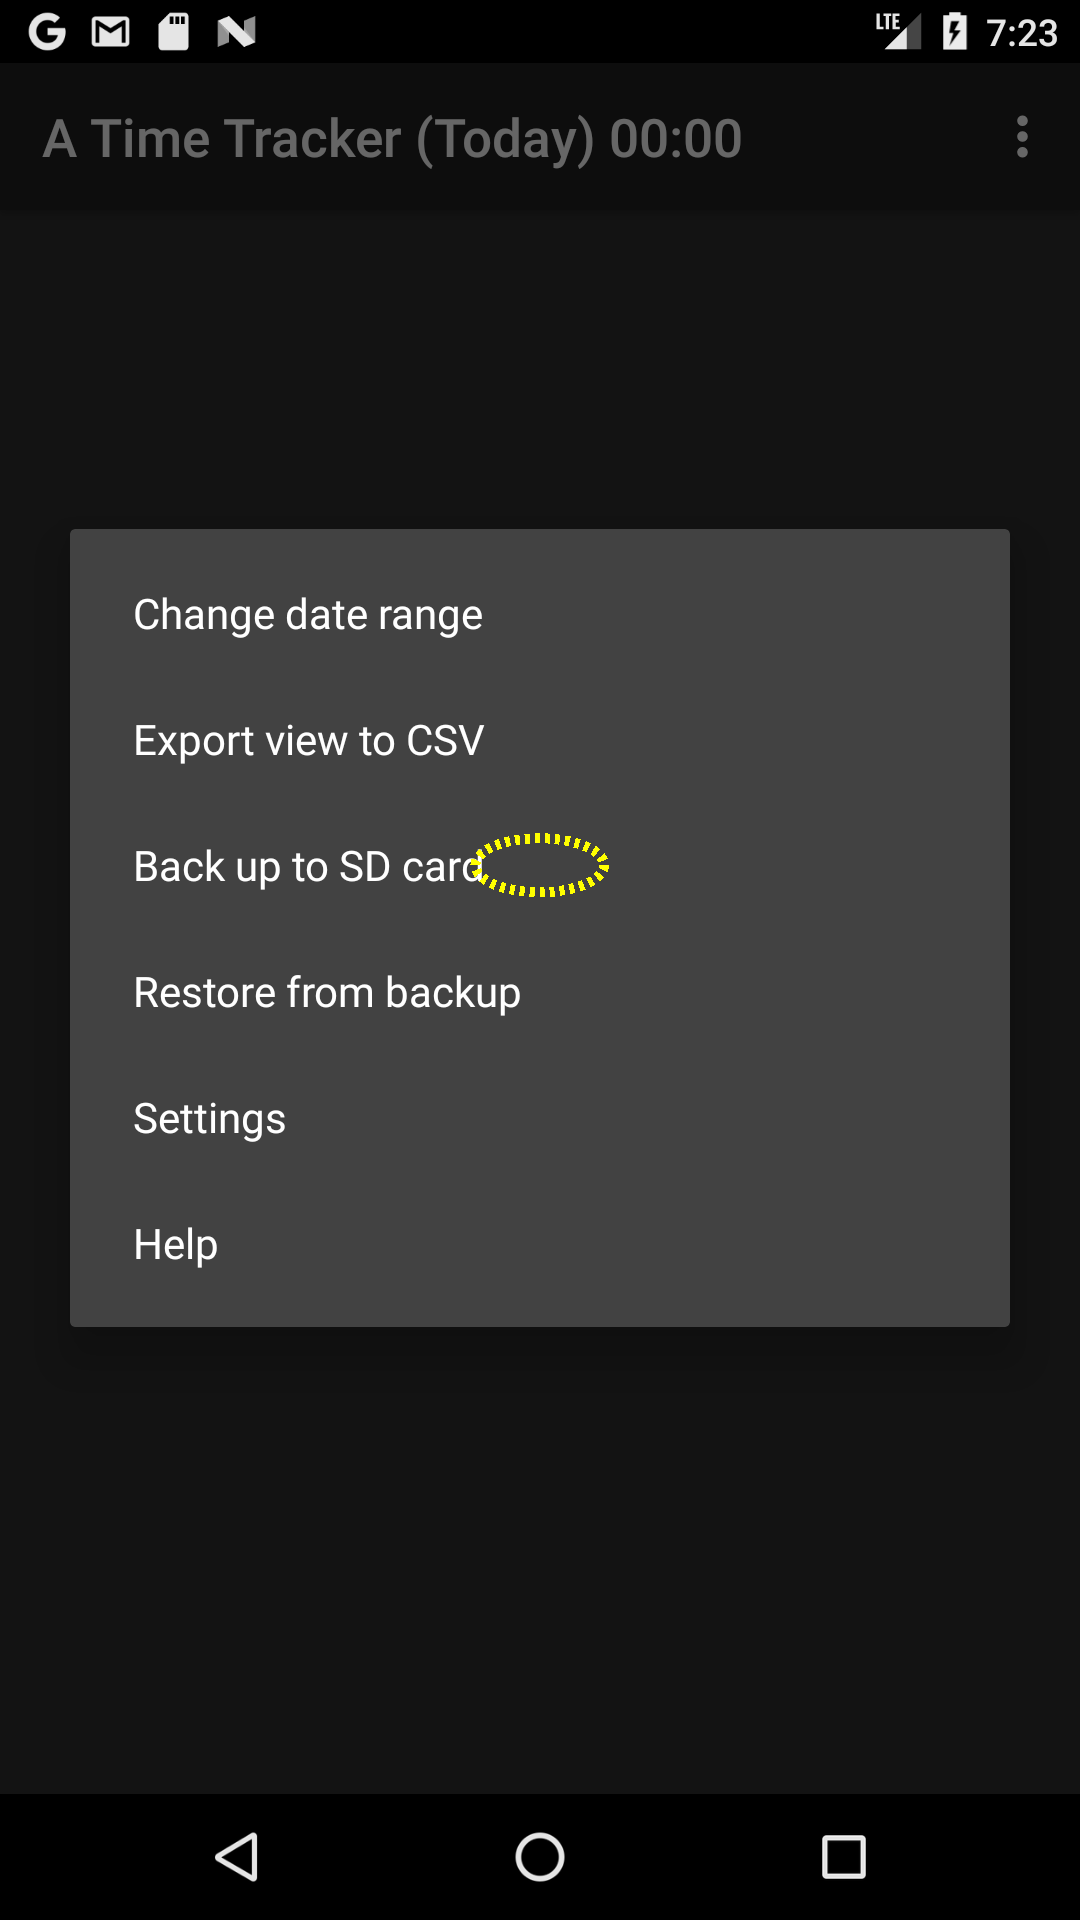 LTE 7:23
A Time Tracker (Today) 00:00
Change date range
Export view to CSV
Back up to SD card
Restore from backup
Settings
Help